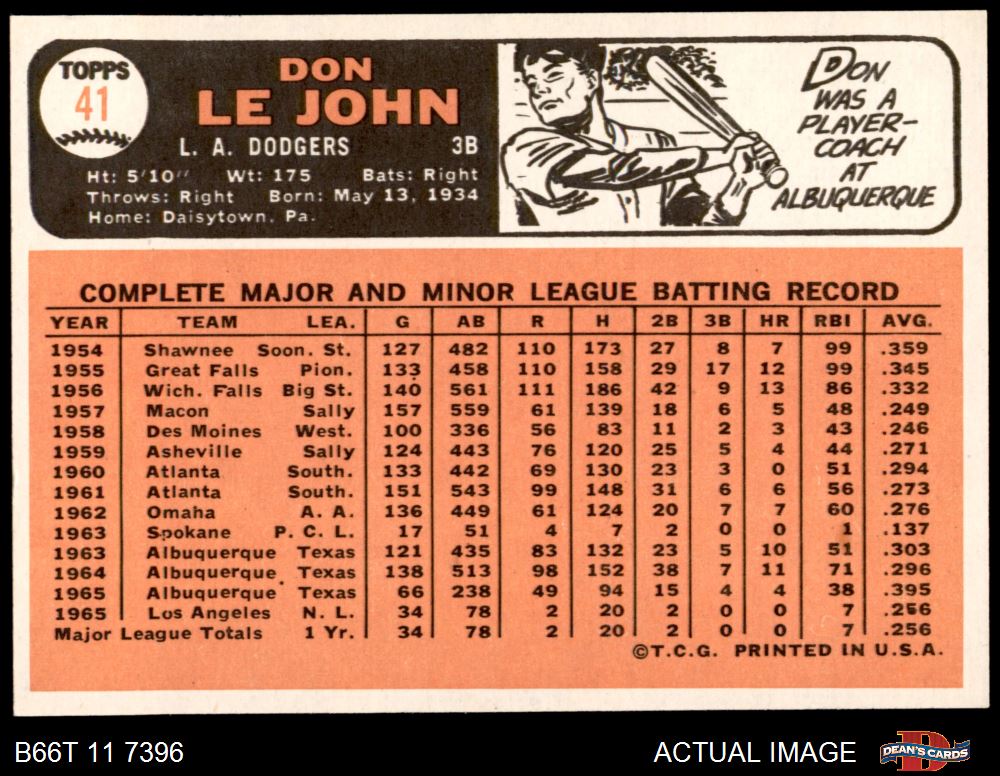 TOPPS
41
DON
LE JOHN
L. A. DODGERS 3B
Ht: 5'10" Wt: 175 Bats: Right
Throws: Right Born: May 13, 1934
Home: Daisytown, Pa.
DON
WAS A
PLAYER-
COACH
AT
ALBUQUERQUE
COMPLETE MAJOR AND MINOR LEAGUE BATTING RECORD
YEAR TEAM LEA. G AB R H 2B 3B HR RBI AVG.
1954 Shawnee Soon. St. 127 482 110 173 27 8 7 99 .359
1955 Great Falls Pion. 133 458 110 158 29 17 12 99 .345
1956 Wich. Falls Big St. 140 561 111 186 42 9 13 86 .332
1957 Macon Sally 157 559 61 139 18 6 5 48 .249
1958 Des Moines West. 100 336 56 83 11 2 3 43 .246
1959 Asheville Sally 124 443 76 120 25 5 4 44 .271
1960 Atlanta South. 133 442 69 130 23 3 0 51 .294
1961 Atlanta South. 151 543 99 148 31 6 6 56 .273
1962 Omaha A. A. 136 449 61 124 20 7 7 60 .276
1963 Spokane P. C. L. 17 51 4 7 2 0 0 1 .137
1963 Albuquerque Texas 121 435 83 132 23 5 10 51 .303
1964 Albuquerque Texas 138 513 98 152 38 7 11 71 .296
1965 Albuquerque Texas 66 238 49 94 15 4 4 38 .395
1965 Los Angeles N. L. 34 78 2 20 2 0 0 7 .256
Major League Totals 1 Yr. 34 78 2 20 2 0 0 7 .256
©T.C.G. PRINTED IN U.S.A.
B66T 11 7396 ACTUAL IMAGE DEAN'S CARDS